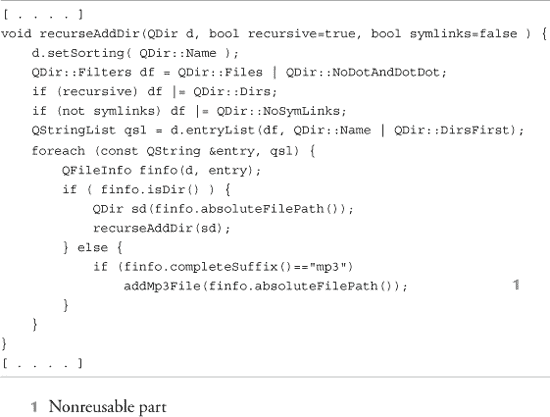 [ . . . . ]
void recurseAddDir(QDir d, bool recursive=true, bool symlinks=false ) {
    d.setSorting( QDir::Name );
    QDir::Filters df = QDir::Files | QDir::NoDotAndDotDot;
    if (recursive) df |= QDir::Dirs;
    if (not symlinks) df |= QDir::NoSymLinks;
    QStringList qsl = d.entryList(df, QDir::Name | QDir::DirsFirst);
    foreach (const QString &entry, qsl) {
        QFileInfo finfo(d, entry);
        if ( finfo.isDir() ) {
            QDir sd(finfo.absoluteFilePath());
            recurseAddDir(sd);
        } else {
            if (finfo.completeSuffix()=="mp3")
                addMp3File(finfo.absoluteFilePath()); 1
        }
    }
}
[ . . . . ]
1 Nonreusable part